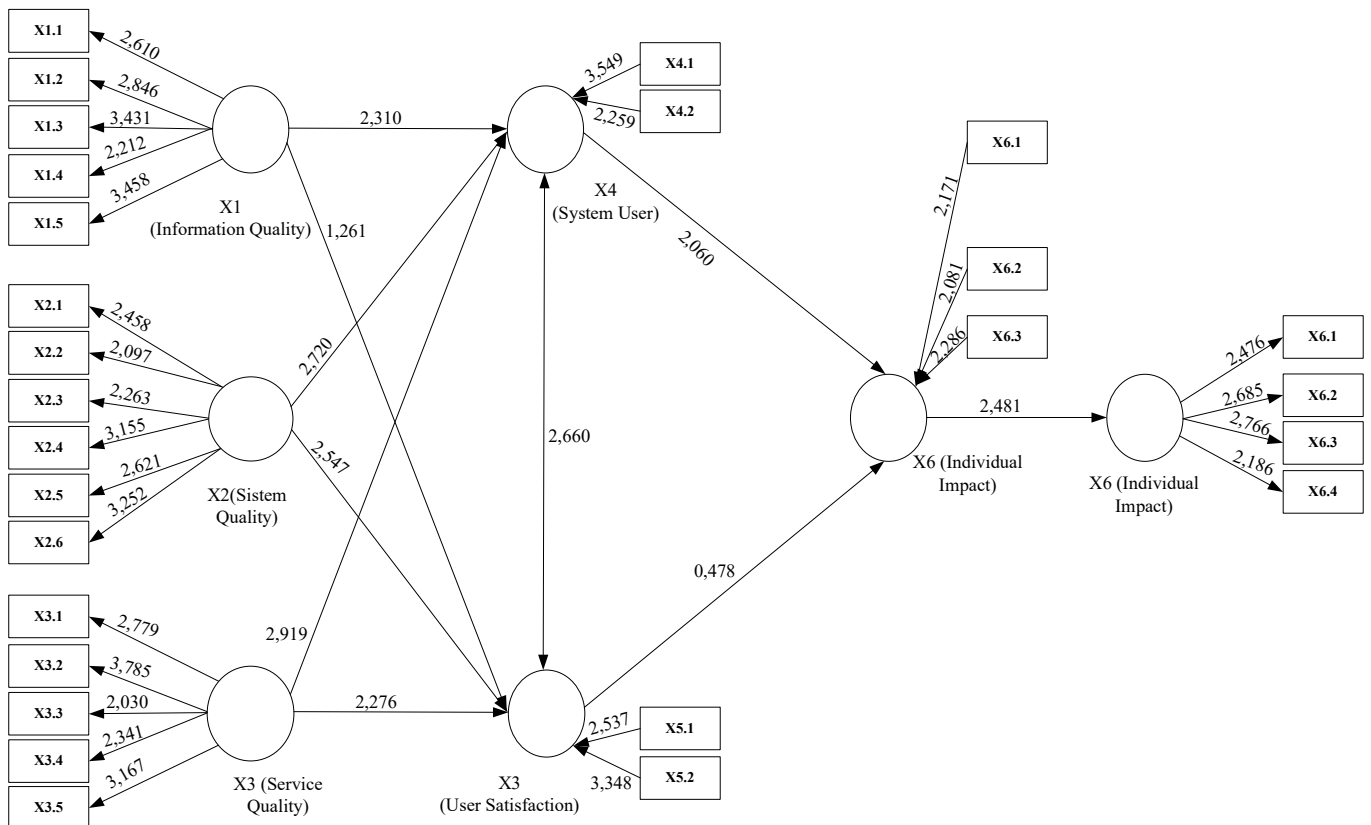 X1.1
X1.2
X1.3
X1.4
X1.5
2,610
2,846
3,431
2,212
3,458
X1
(Information Quality)
2,310
1,261
X4.1
X4.2
3,549
2,259
X4
(System User)
X2.1
X2.2
X2.3
X2.4
X2.5
X2.6
2,458
2,097
2,263
3,155
2,621
3,252
X2(Sistem
Quality)
2,720
2,547
2,660
2,060
X6.1
X6.2
X6.3
2,171
2,081
2,286
X6 (Individual
Impact)
2,481
X6 (Individual
Impact)
2,476
2,685
2,766
2,186
X6.1
X6.2
X6.3
X6.4
X3.1
X3.2
X3.3
X3.4
X3.5
2,779
3,785
2,030
2,341
3,167
X3 (Service
Quality)
2,919
2,276
0,478
X3
(User Satisfaction)
2,537
3,348
X5.1
X5.2